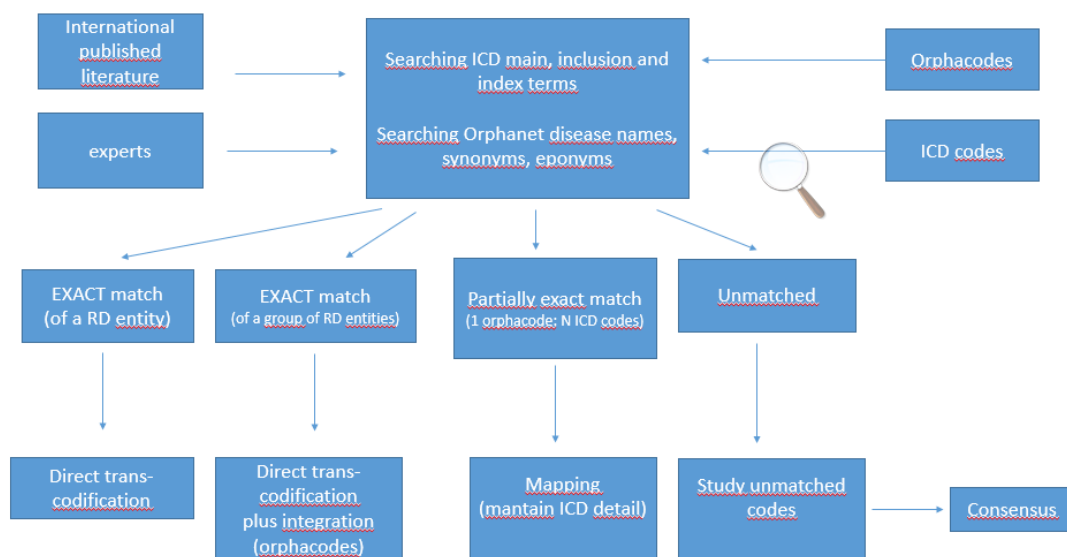 International
published
literature
Searching ICD main, inclusion and
index terms
Orphacodes
experts
Searching Orphanet disease names,
synonyms, eponyms
ICD codes
EXACT match
(of a RD entity)
EXACT match
(of a group of RD entities)
Partially exact match
(1 orphacode; N ICD codes)
Unmatched
Direct trans-
codification
Direct trans-
codification
plus integration
(orphacodes)
Mapping
(mantain ICD detail)
Study unmatched
codes
Consensus